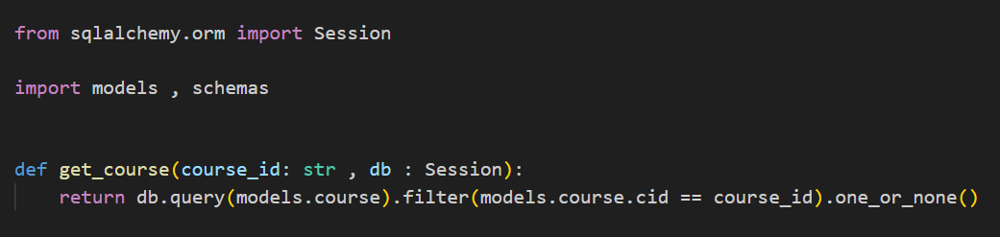 from sqlalchemy.orm import Session
import models , schemas
def get_course(course_id: str , db : Session):
    return db.query(models.course).filter(models.course.cid == course_id).one_or_none()